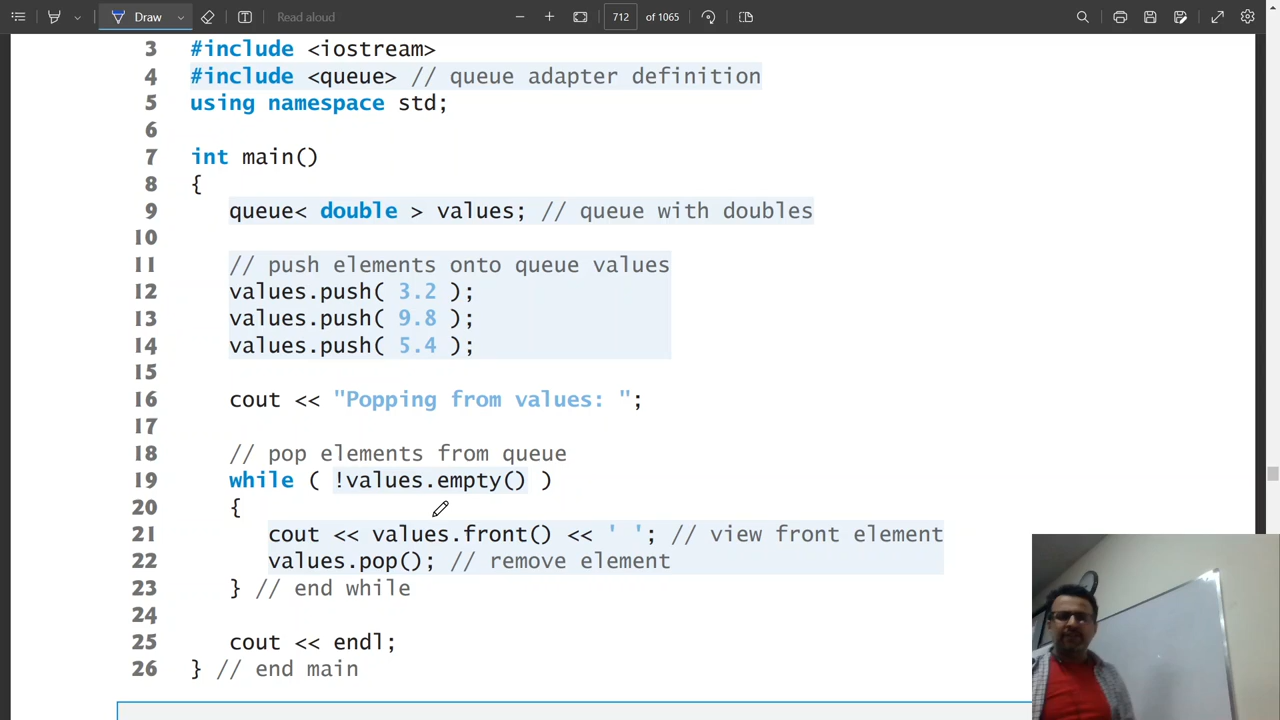 Draw
Read aloud
712 of 1065
3 #include <iostream>
4 #include <queue> // queue adapter definition
5 using namespace std;
6
7 int main()
8 {
9 queue< double > values; // queue with doubles
10
11 // push elements onto queue values
12 values.push( 3.2 );
13 values.push( 9.8 );
14 values.push( 5.4 );
15
16 cout << "Popping from values: ";
17
18 // pop elements from queue
19 while ( !values.empty() )
20 {
21 cout << values.front() << ' '; // view front element
22 values.pop(); // remove element
23 } // end while
24
25 cout << endl;
26 } // end main